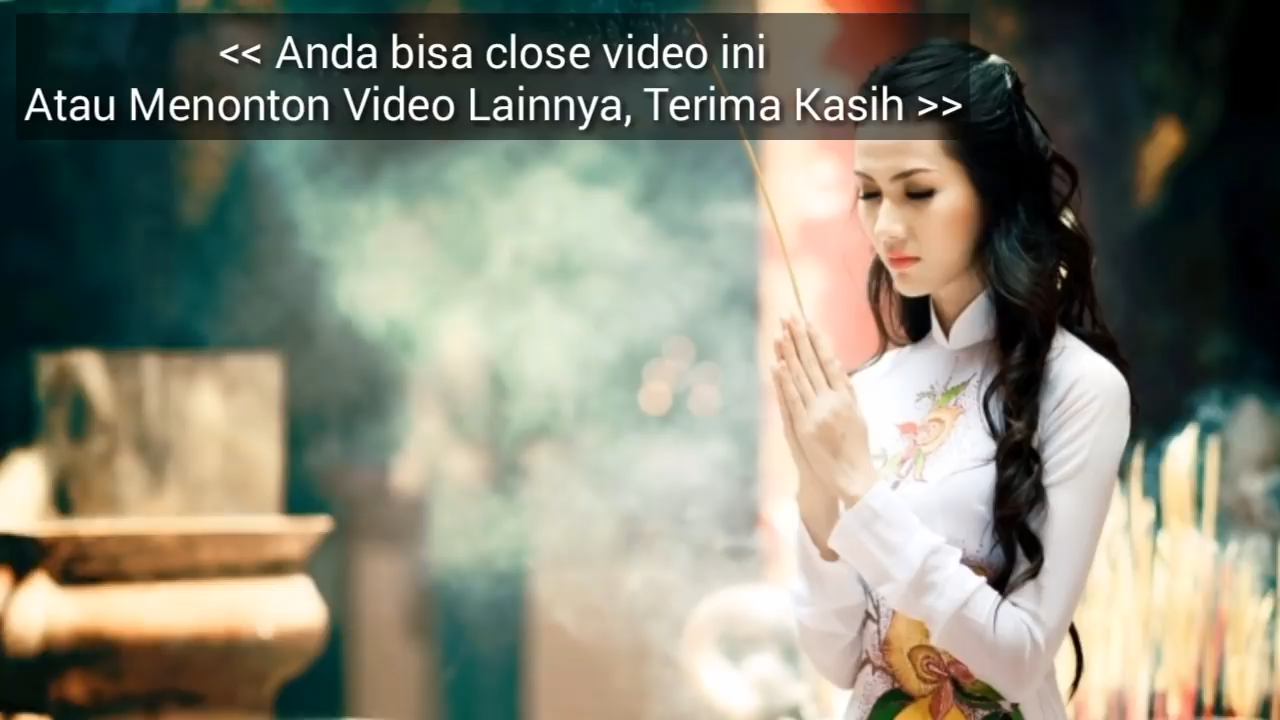 << Anda bisa close video ini
Atau Menonton Video Lainnya, Terima Kasih >>